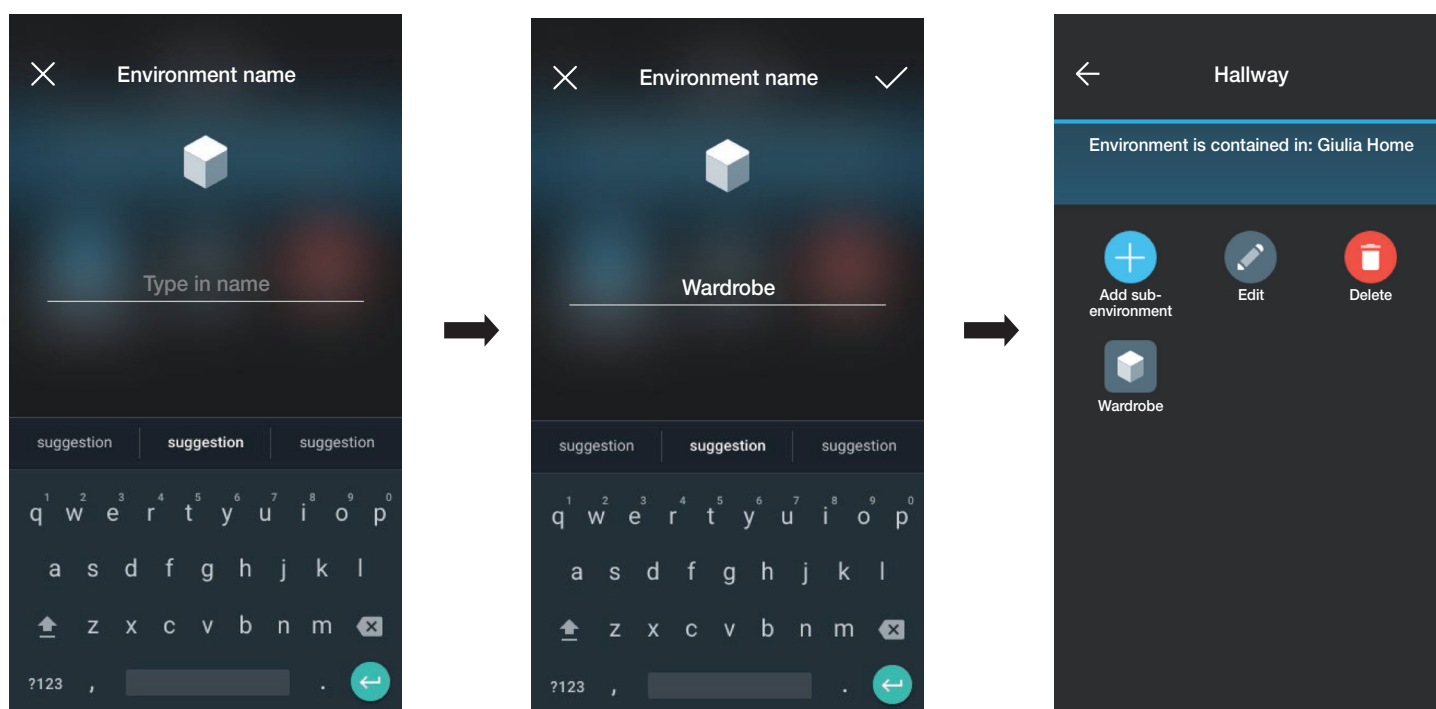 Environment name
Type in name
suggestion suggestion suggestion
1 2 3 4 5 6 7 8 9 0
q w e r t y u i o p
a s d f g h j k l
z x c v b n m
?123 , .
Environment name
Wardrobe
suggestion suggestion suggestion
1 2 3 4 5 6 7 8 9 0
q w e r t y u i o p
a s d f g h j k l
z x c v b n m
?123 , .
Hallway
Environment is contained in: Giulia Home
Add sub-
environment
Edit
Delete
Wardrobe